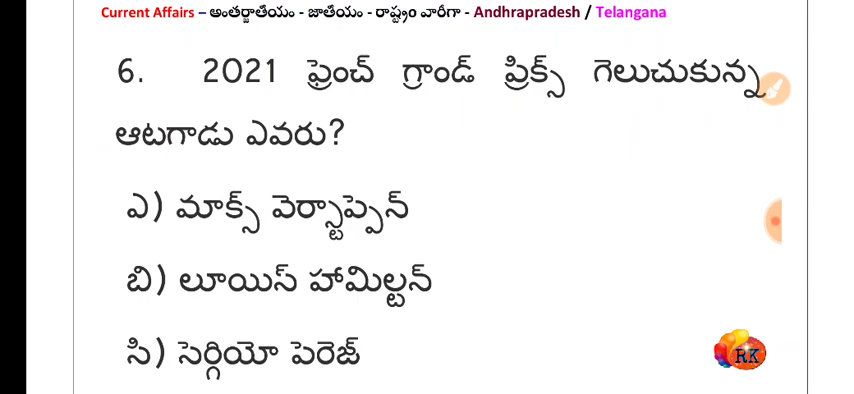 Current Affairs – అంతర్జాతీయం - జాతీయం - రాష్ట్రం వారీగా - Andhrapradesh / Telangana
6. 2021 ఫ్రెంచ్ గ్రాండ్ ప్రిక్స్ గెలుచుకున్న
ఆటగాడు ఎవరు?
ఎ) మాక్స్ వెర్స్టాప్పెన్
బి) లూయిస్ హామిల్టన్
సి) సెర్గియో పెరెజ్
RK